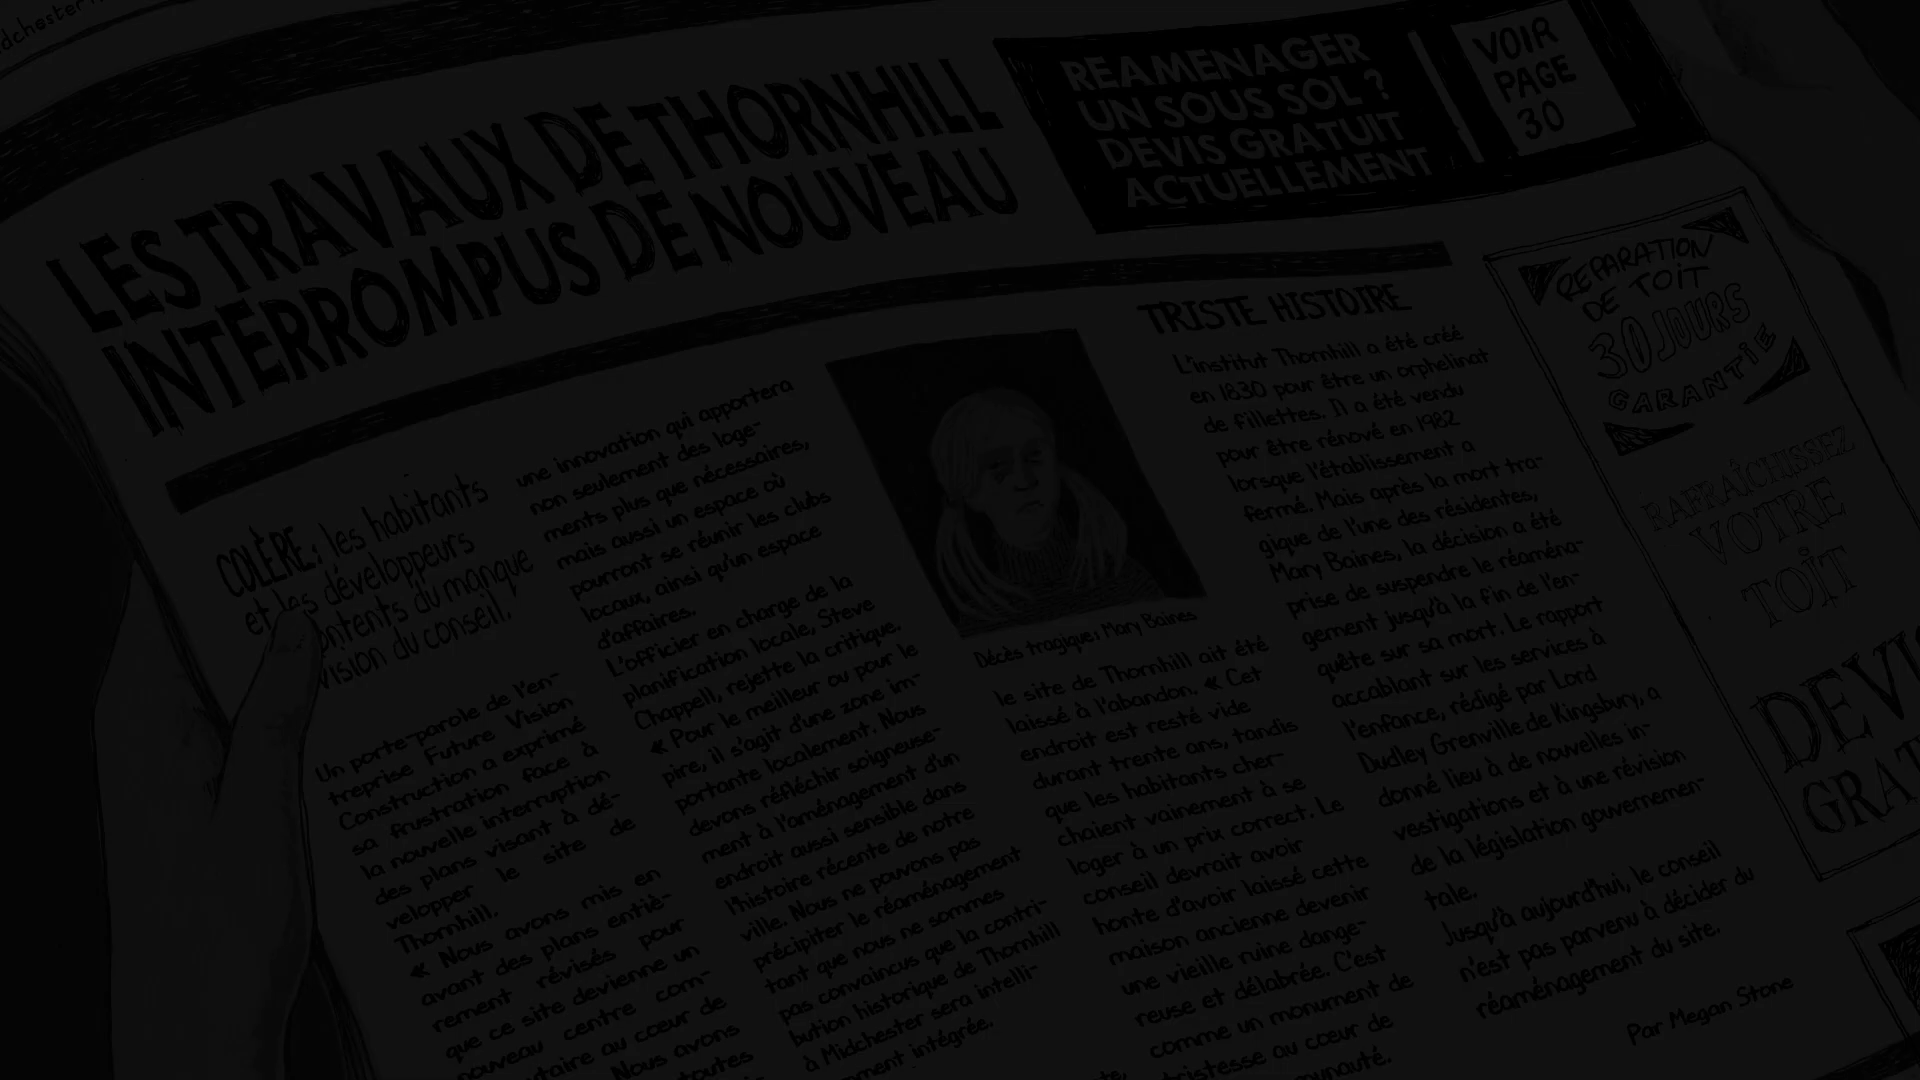 LES TRAVAUX DE THORNHILL
INTERROMPUS DE NOUVEAU
REAMENAGER
UN SOUS SOL ?
DEVIS GRATUIT
ACTUELLEMENT
VOIR
PAGE
30
COLÈRE: les habitants
et les développeurs
du manque
vision du conseil.
Un porte-parole de l'en-
treprise Future Vision
Construction a exprimé
sa frustration face à
la nouvelle interruption
des plans visant à dé-
velopper le site de
Thornhill.
« Nous avons mis en
avant des plans entiè-
rement révisés pour
que ce site devienne un
nouveau centre com-
au cœur de
Nous avons
toutes
une innovation qui apportera
non seulement des loge-
ments plus que nécessaires,
mais aussi un espace où
pourront se réunir les clubs
locaux, ainsi qu'un espace
d'affaires.
L'officier en charge de la
planification locale, Steve
Chappell, rejette la critique.
« Pour le meilleur ou pour le
pire, il s'agit d'une zone im-
portante localement. Nous
devons réfléchir soigneuse-
ment à l'aménagement d'un
endroit aussi sensible dans
l'histoire récente de notre
ville. Nous ne pouvons pas
précipiter le réaménagement
tant que nous ne sommes
pas convaincus que la contri-
bution historique de Thornhill
à Midchester sera intelli-
intégrée.
Décès tragique: Mary Baines
le site de Thornhill ait été
laissé à l'abandon. « Cet
endroit est resté vide
durant trente ans, tandis
que les habitants cher-
chaient vainement à se
loger à un prix correct. Le
conseil devrait avoir
honte d'avoir laissé cette
maison ancienne devenir
une vieille ruine dange-
reuse et délabrée. C'est
comme un monument de
tristesse au cœur de
TRISTE HISTOIRE
L'institut Thornhill a été créé
en 1830 pour être un orphelinat
de fillettes. Il a été vendu
pour être rénové en 1982
lorsque l'établissement a
fermé. Mais après la mort tra-
gique de l'une des résidentes,
Mary Baines, la décision a été
prise de suspendre le réaména-
gement jusqu'à la fin de l'en-
quête sur sa mort. Le rapport
accablant sur les services à
l'enfance, rédigé par Lord
Dudley Grenville de Kingsbury, a
donné lieu à de nouvelles in-
vestigations et à une révision
de la législation gouvernemen-
tale.
Jusqu'à aujourd'hui, le conseil
n'est pas parvenu à décider du
réaménagement du site.
Par Megan Stone
REPARATION
DE TOIT
30 JOURS
GARANTIE
RAFRAÎCHISSEZ
VOTRE
TOÎT